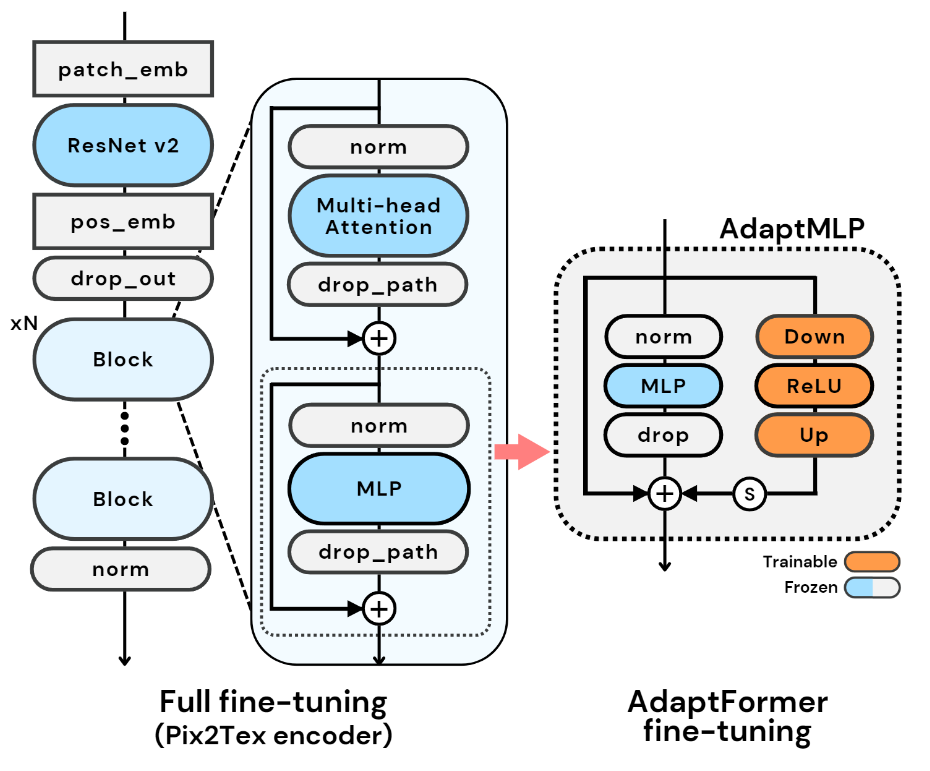 patch_emb
ResNet v2
pos_emb
drop_out
xN
Block
Block
norm
norm
Multi-head
Attention
drop_path
+
norm
MLP
drop_path
+
Full fine-tuning
(Pix2Tex encoder)
AdaptMLP
norm
Down
MLP
ReLU
drop
Up
+
S
Trainable
Frozen
AdaptFormer
fine-tuning